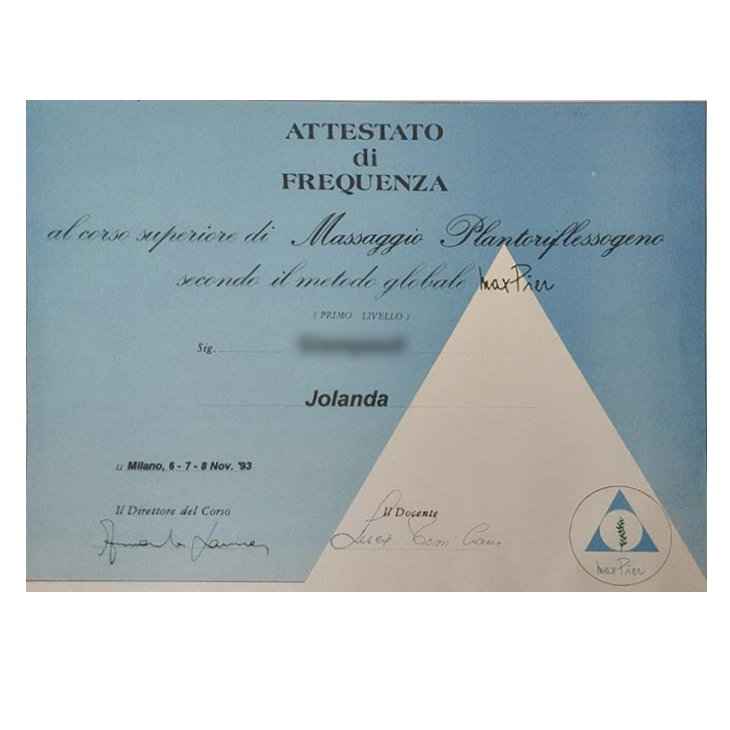 ATTESTATO
di
FREQUENZA
al corso superiore di Massaggio Plantoriflessogeno
secondo il metodo globale MaxPier
( PRIMO LIVELLO )
Sig.
Jolanda
lì Milano, 6 - 7 - 8 Nov. '93
Il Direttore del Corso
Il Docente
MaxPier